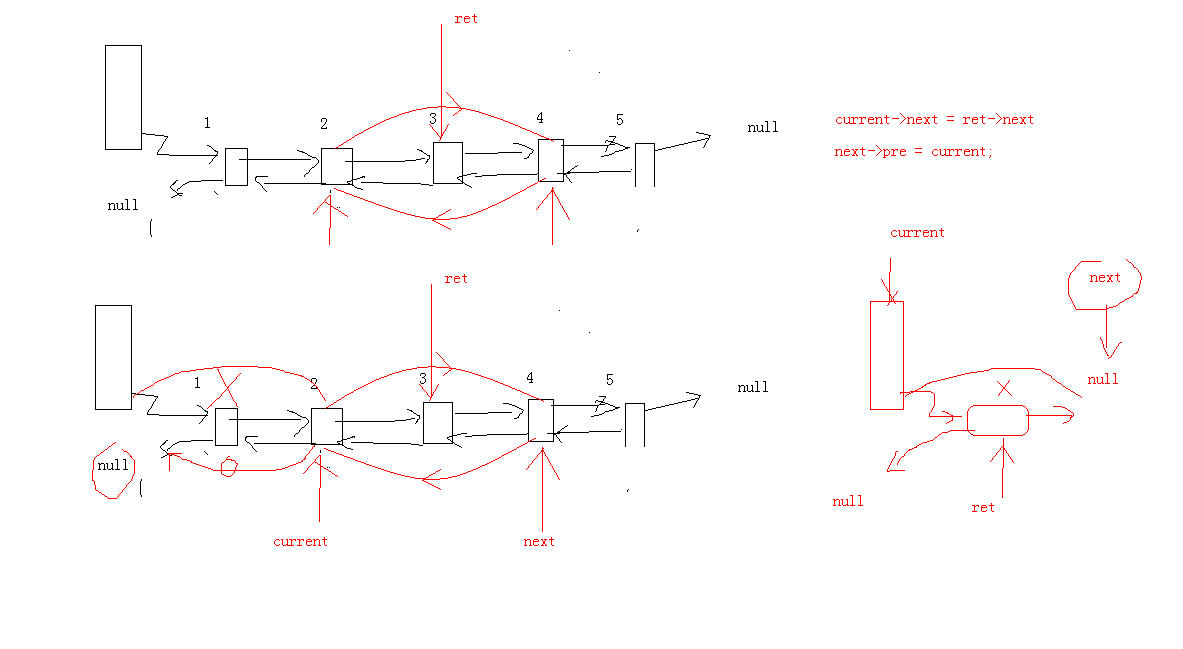 ret
1 2 3 4 5
null
null
current->next = ret->next
next->pre = current;
ret
1 2 3 4 5
null
null
current
next
current
next
null
null
ret